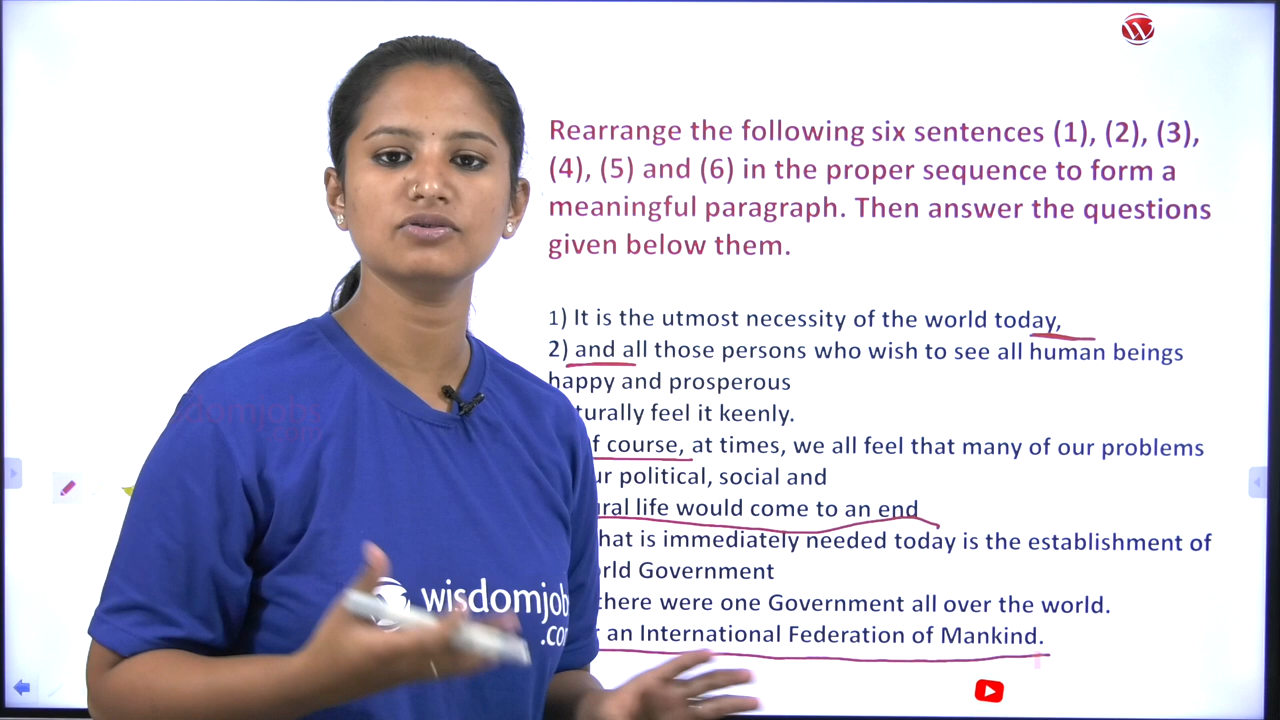 Rearrange the following six sentences (1), (2), (3),
(4), (5) and (6) in the proper sequence to form a
meaningful paragraph. Then answer the questions
given below them.
1) It is the utmost necessity of the world today,
2) and all those persons who wish to see all human beings
happy and prosperous
turally feel it keenly.
f course, at times, we all feel that many of our problems
ur political, social and
ural life would come to an end
hat is immediately needed today is the establishment of
rld Government
there were one Government all over the world.
an International Federation of Mankind.
wisdomjob
.co
domjobs
.com